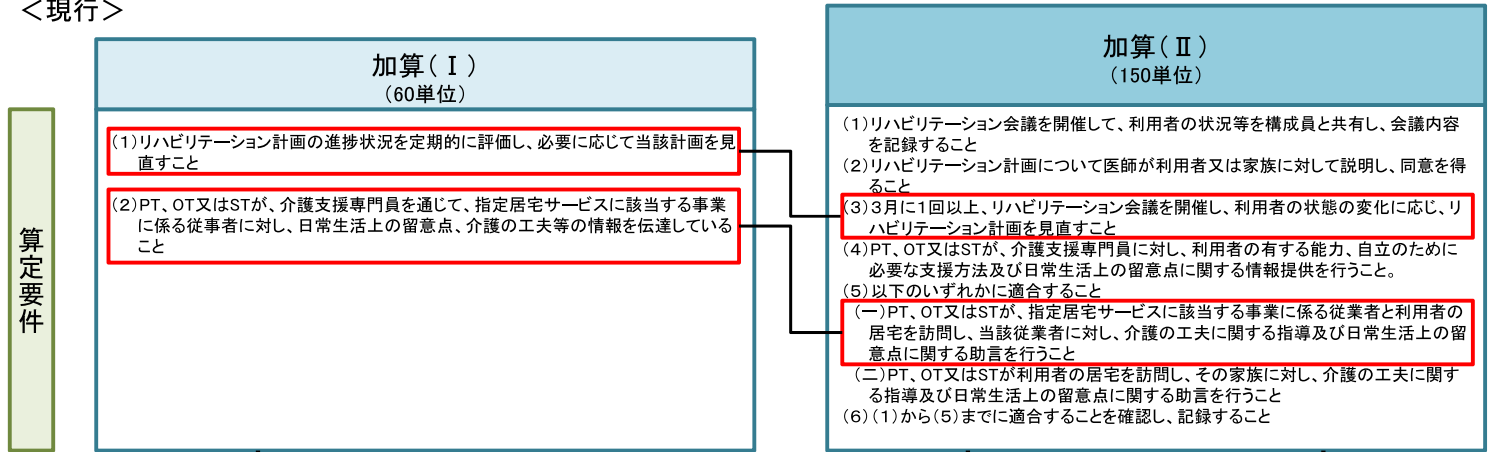 ＜現行＞
加算(Ⅰ)
(60単位)
加算(Ⅱ)
(150単位)
算定要件
(1)リハビリテーション計画の進捗状況を定期的に評価し、必要に応じて当該計画を見
直すこと
(2)PT、OT又はSTが、介護支援専門員を通じて、指定居宅サービスに該当する事業
に係る従事者に対し、日常生活上の留意点、介護の工夫等の情報を伝達している
こと
(1)リハビリテーション会議を開催して、利用者の状況等を構成員と共有し、会議内容
を記録すること
(2)リハビリテーション計画について医師が利用者又は家族に対して説明し、同意を得
ること
(3)3月に1回以上、リハビリテーション会議を開催し、利用者の状態の変化に応じ、リ
ハビリテーション計画を見直すこと
(4)PT、OT又はSTが、介護支援専門員に対し、利用者の有する能力、自立のために
必要な支援方法及び日常生活上の留意点に関する情報提供を行うこと。
(5)以下のいずれかに適合すること
(一)PT、OT又はSTが、指定居宅サービスに該当する事業に係る従業者と利用者の
居宅を訪問し、当該従業者に対し、介護の工夫に関する指導及び日常生活上の留
意点に関する助言を行うこと
(二)PT、OT又はSTが利用者の居宅を訪問し、その家族に対し、介護の工夫に関す
る指導及び日常生活上の留意点に関する助言を行うこと
(6)(1)から(5)までに適合することを確認し、記録すること